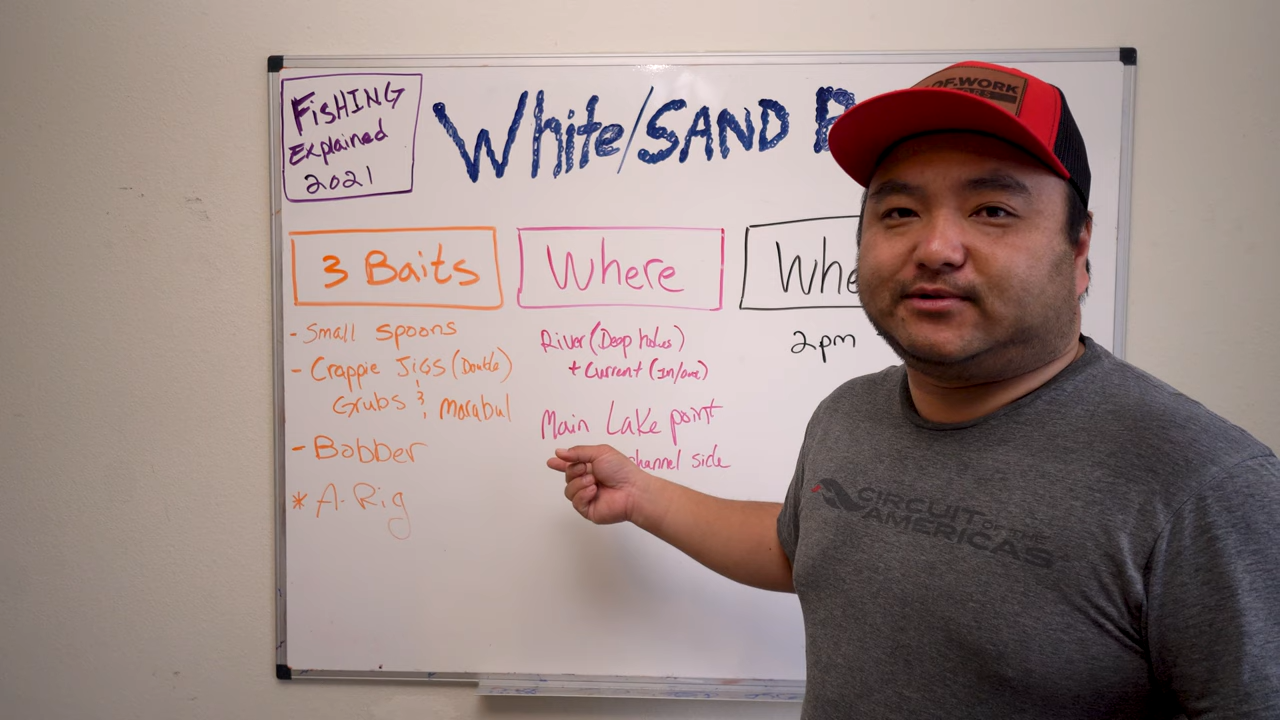 FisHING
Explained
2021
White/SAND B
3 Baits
- Small spoons
- Crappie JIGS (Double)
Grubs & Marabul
- Bobber
* A-Rig
Where
River (Deep holes)
+ Current (In/out)
Main Lake point
channel side
Whe
2pm
OF.WORK
CIRCUIT OF THE
AMERICAS